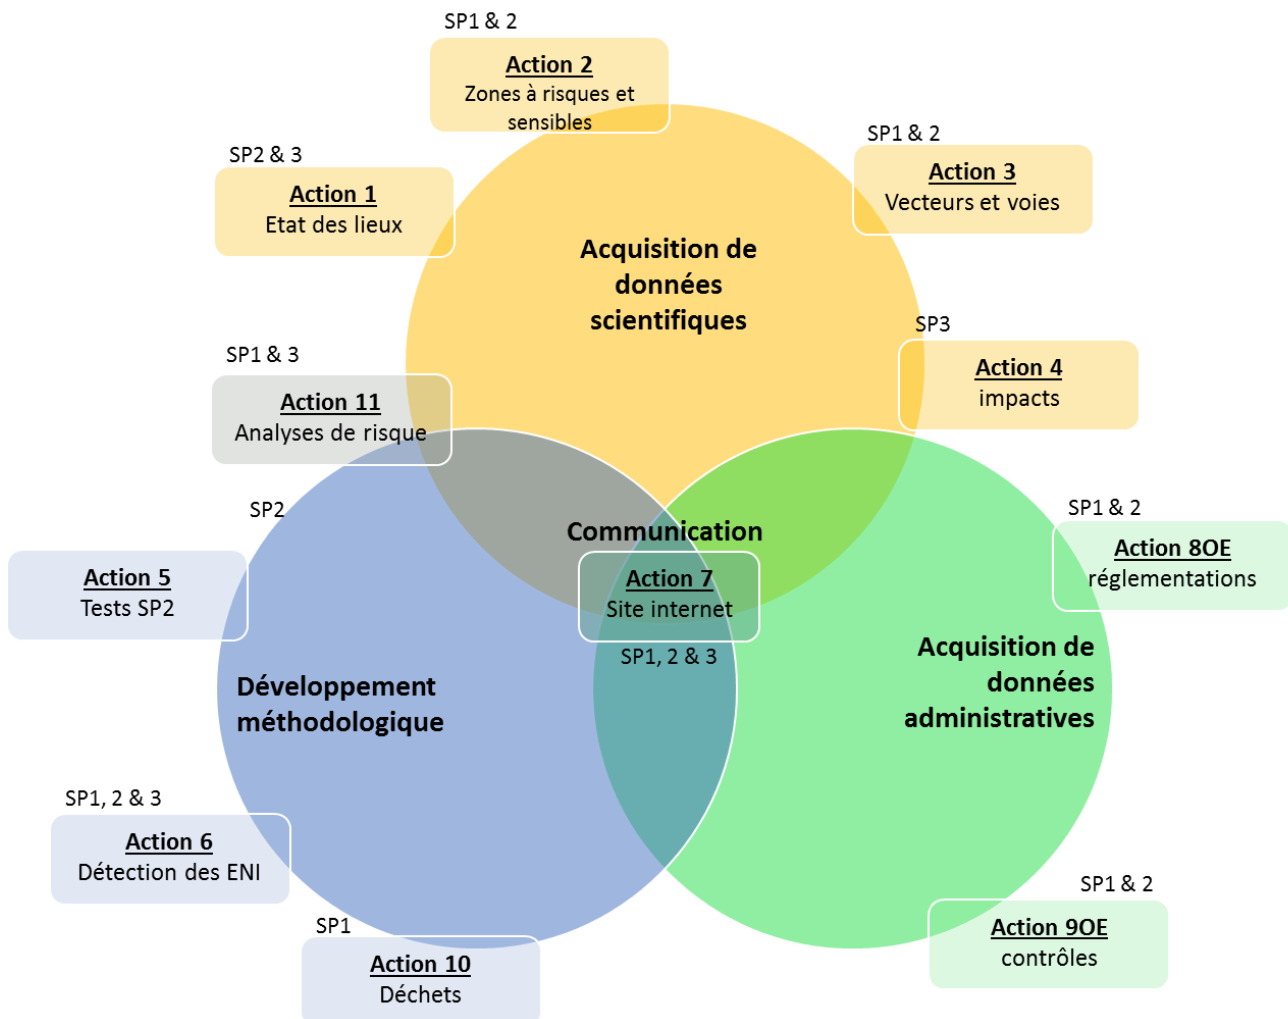 SP1 & 2
Action 2
Zones à risques et
sensibles
SP1 & 2
Action 3
Vecteurs et voies
SP2 & 3
Action 1
Etat des lieux
Acquisition de
données
scientifiques
SP3
Action 4
impacts
SP1 & 3
Action 11
Analyses de risque
SP2
Action 5
Tests SP2
Communication
Action 7
Site internet
SP1, 2 & 3
SP1 & 2
Action 8OE
réglementations
Développement
méthodologique
Acquisition de
données
administratives
SP1, 2 & 3
Action 6
Détection des ENI
SP1
Action 10
Déchets
SP1 & 2
Action 9OE
contrôles